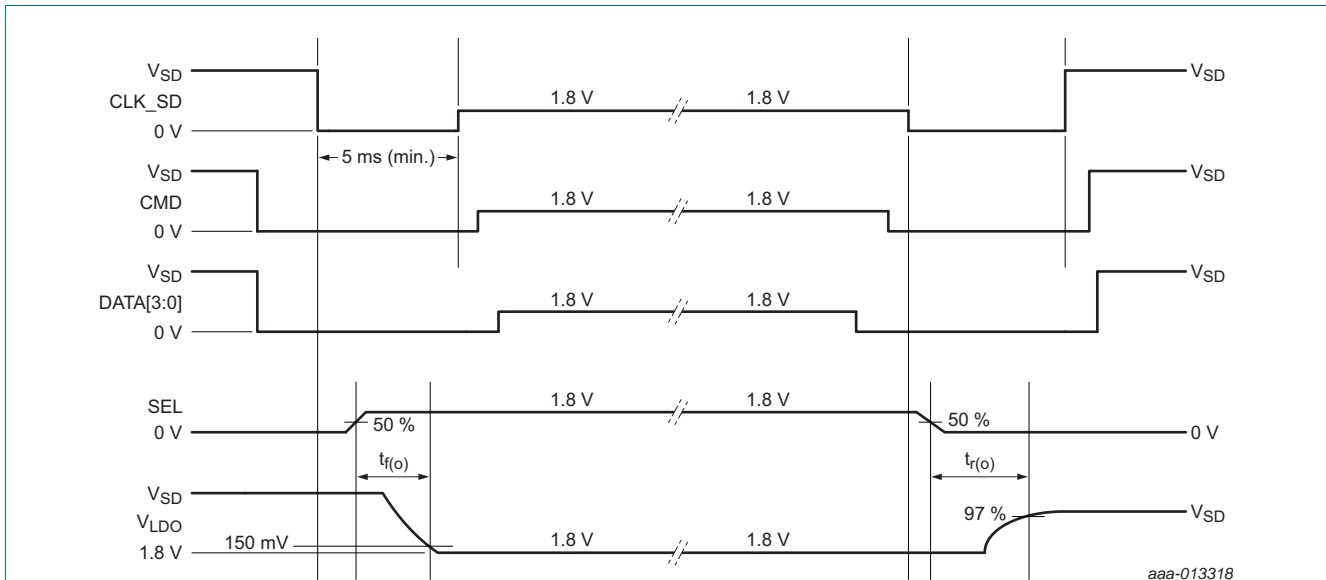 VSD VSD
CLK_SD 1.8 V 1.8 V
0 V
5 ms (min.)
VSD VSD
CMD 1.8 V 1.8 V
0 V
VSD VSD
DATA[3:0] 1.8 V 1.8 V
0 V
SEL 1.8 V 1.8 V
50 % 50 %
0 V 0 V
tf(o) tr(o)
VSD VSD
97 %
VLDO
150 mV
1.8 V 1.8 V 1.8 V
aaa-013318